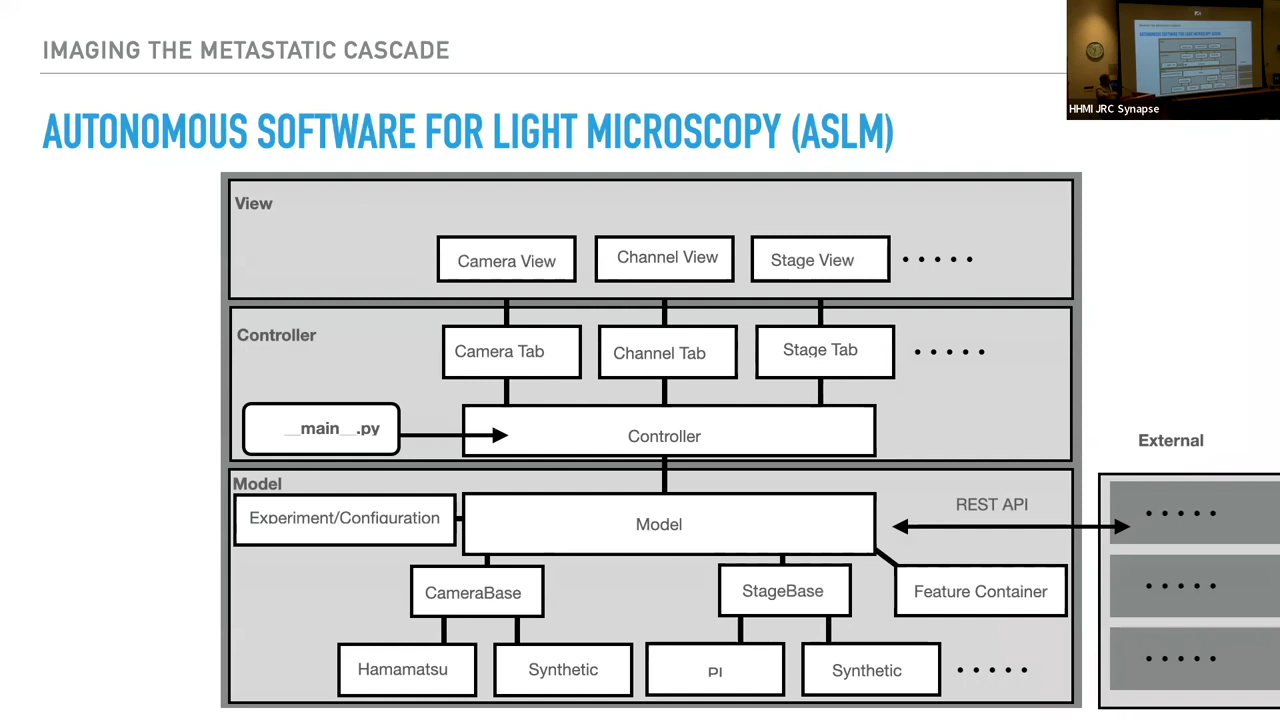 IMAGING THE METASTATIC CASCADE
HHMI JRC Synapse
AUTONOMOUS SOFTWARE FOR LIGHT MICROSCOPY (ASLM)
View
Camera View
Channel View
Stage View
Controller
Camera Tab
Channel Tab
Stage Tab
__main__.py
Controller
External
Model
Experiment/Configuration
Model
REST API
CameraBase
StageBase
Feature Container
Hamamatsu
Synthetic
PI
Synthetic